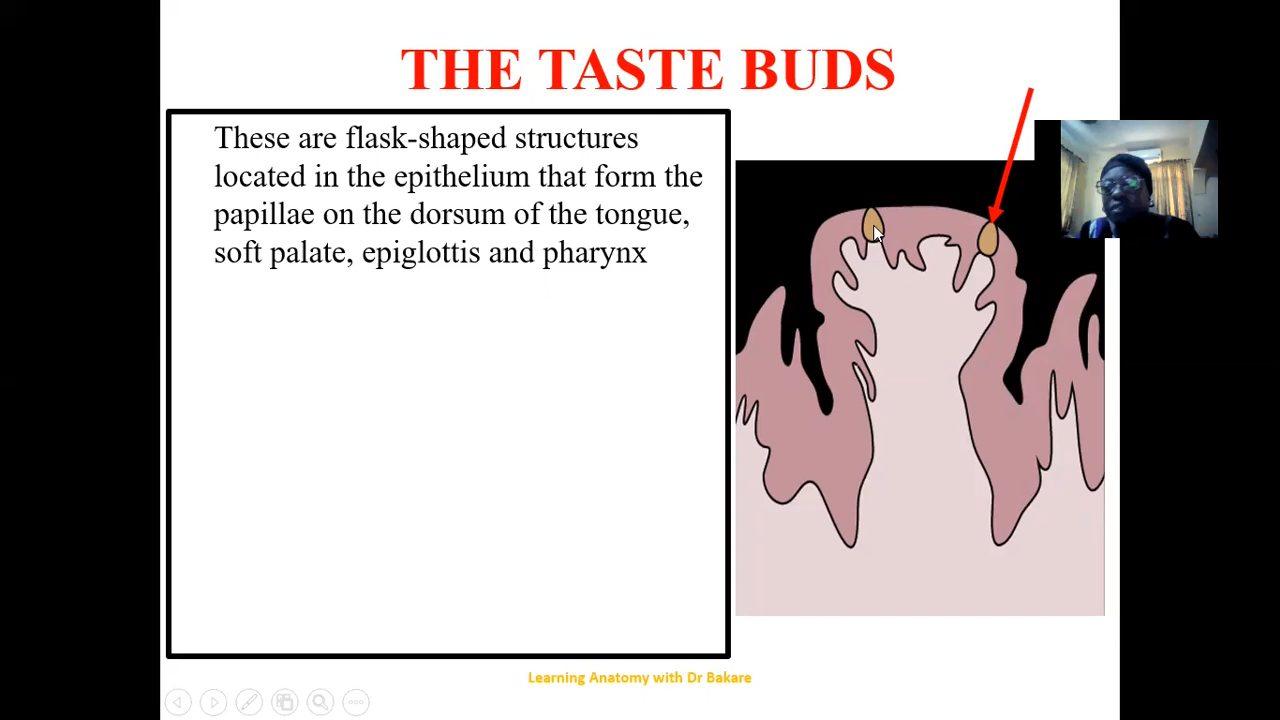 THE TASTE BUDS
These are flask-shaped structures
located in the epithelium that form the
papillae on the dorsum of the tongue,
soft palate, epiglottis and pharynx
Learning Anatomy with Dr Bakare